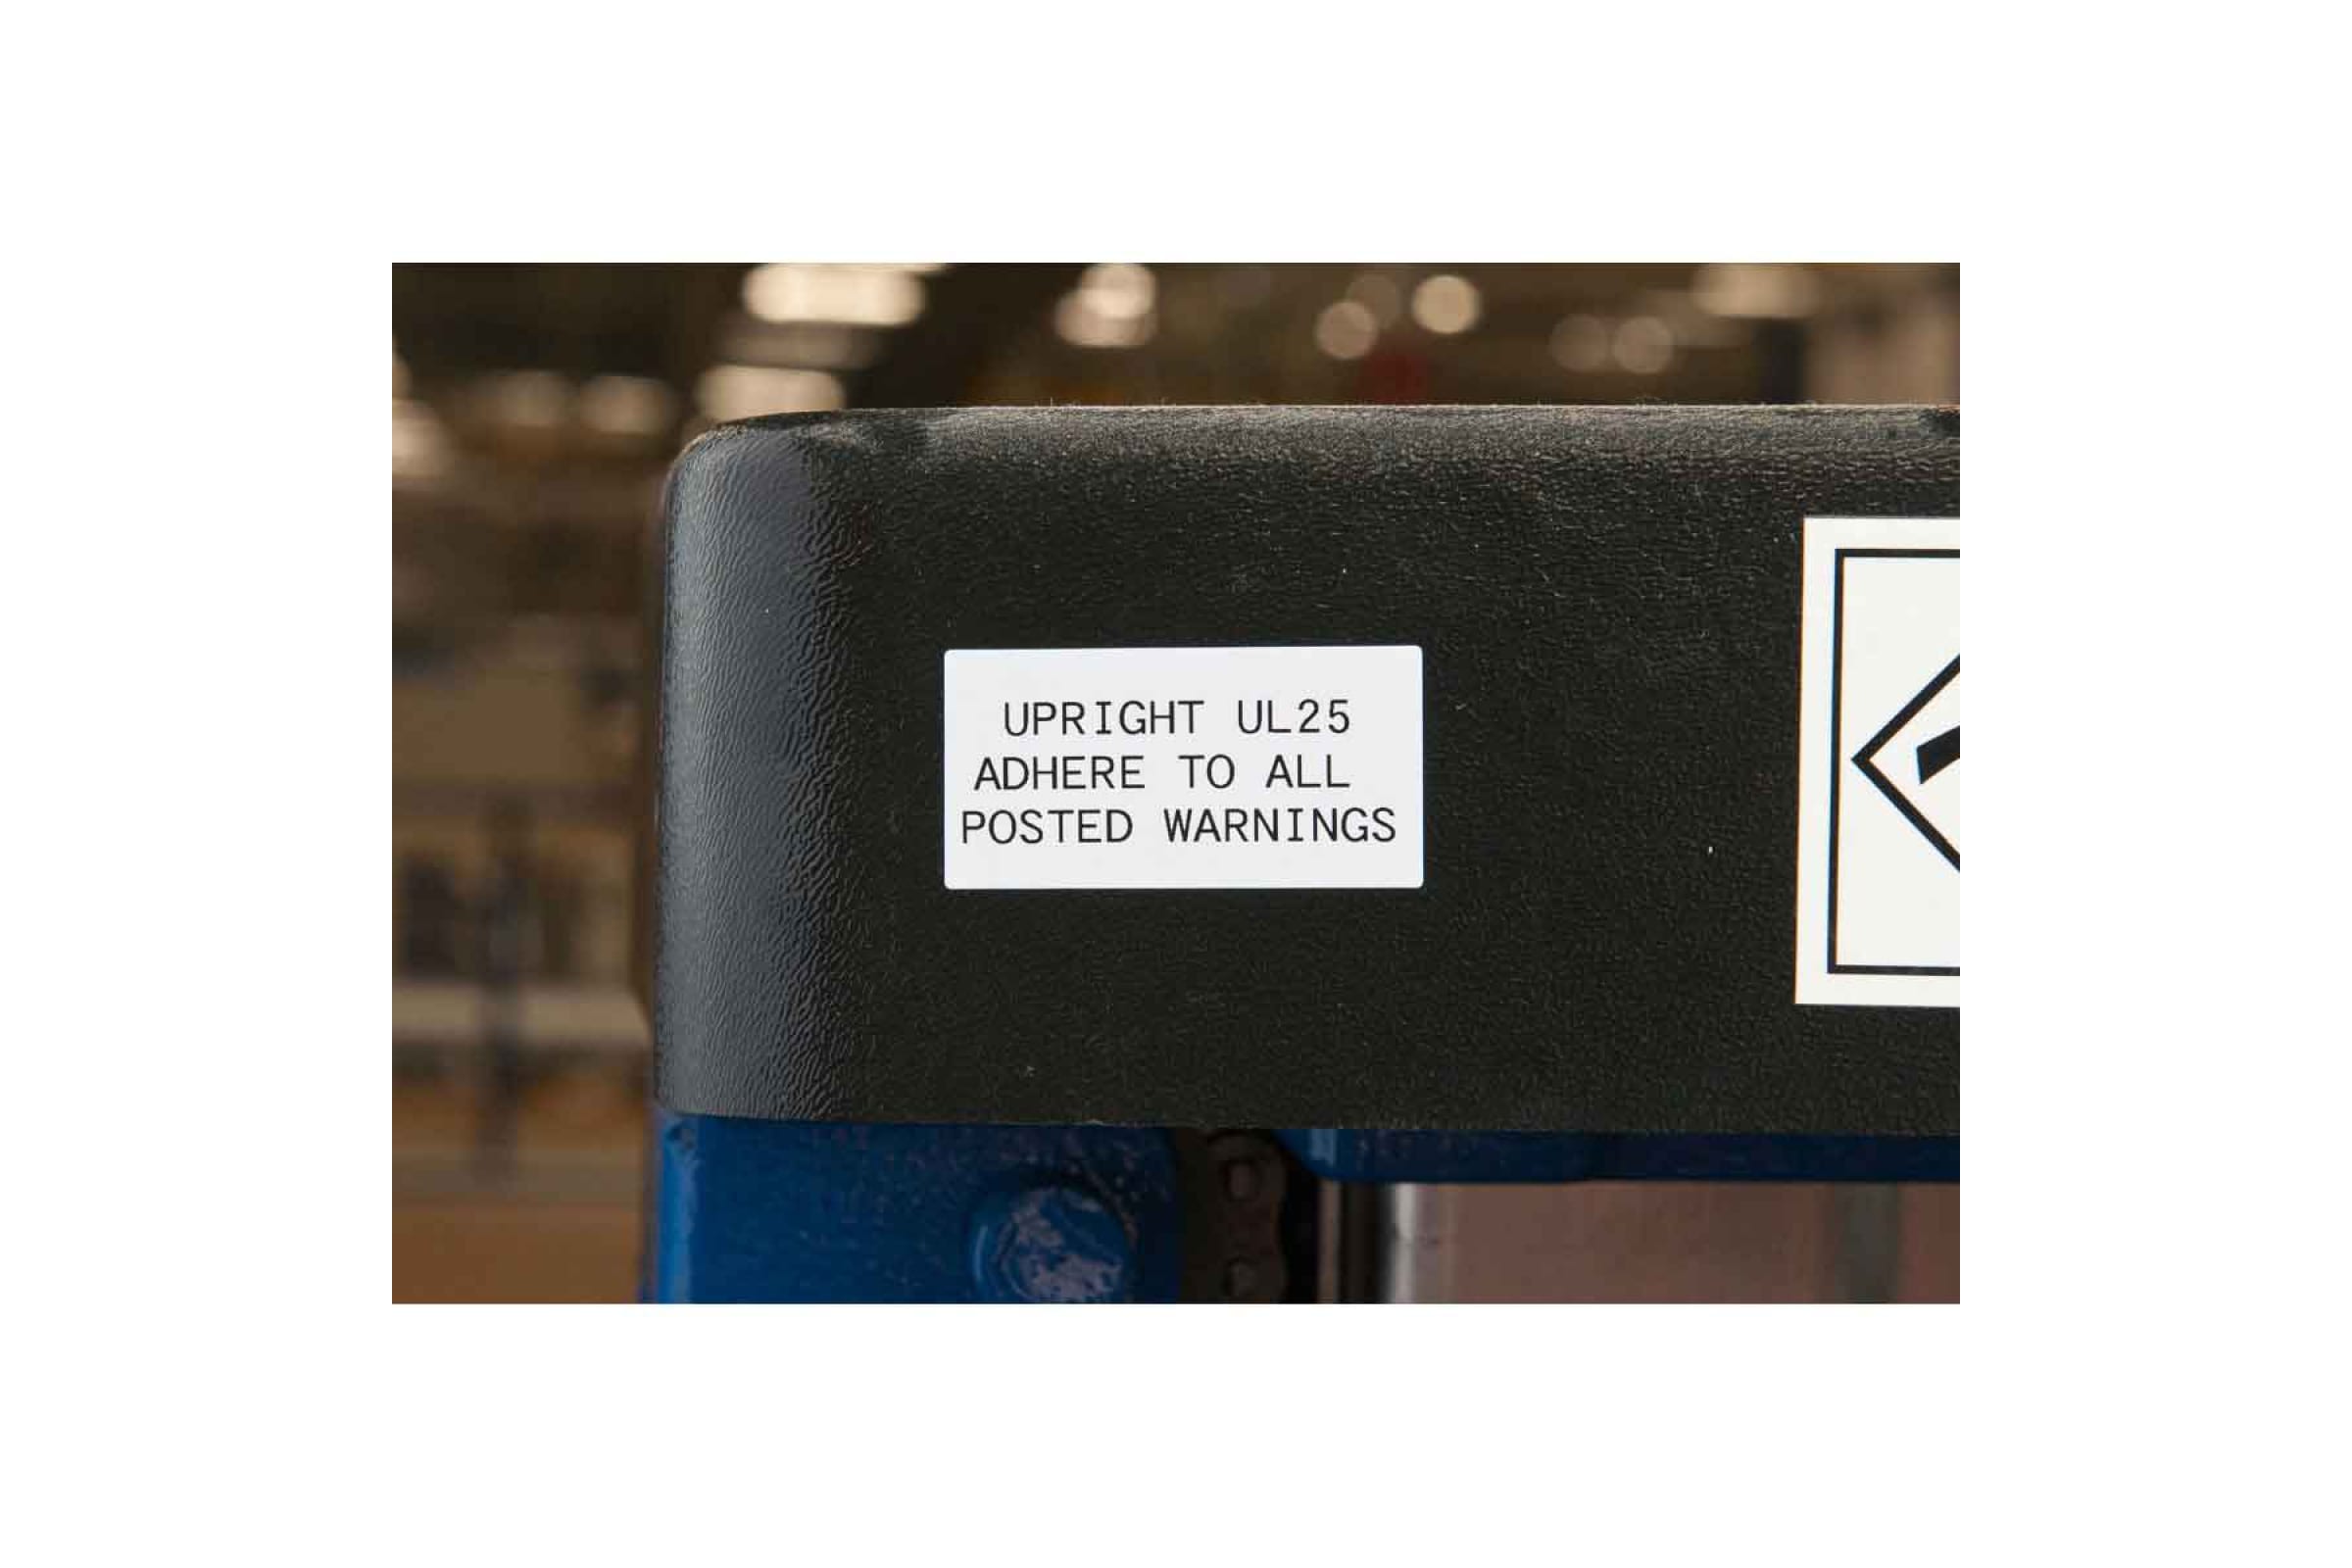 UPRIGHT UL25
ADHERE TO ALL
POSTED WARNINGS